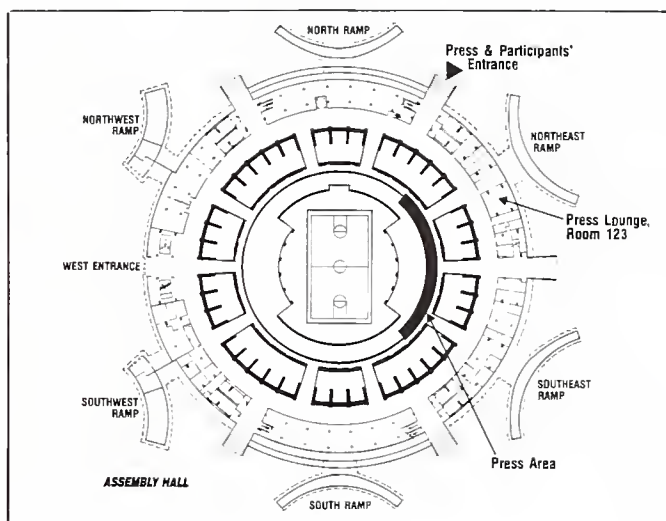 NORTH RAMP
Press & Participants'
Entrance
NORTHWEST
RAMP
NORTHEAST
RAMP
Press Lounge,
Room 123
WEST ENTRANCE
SOUTHWEST
RAMP
SOUTHEAST
RAMP
Press Area
ASSEMBLY HALL
SOUTH RAMP